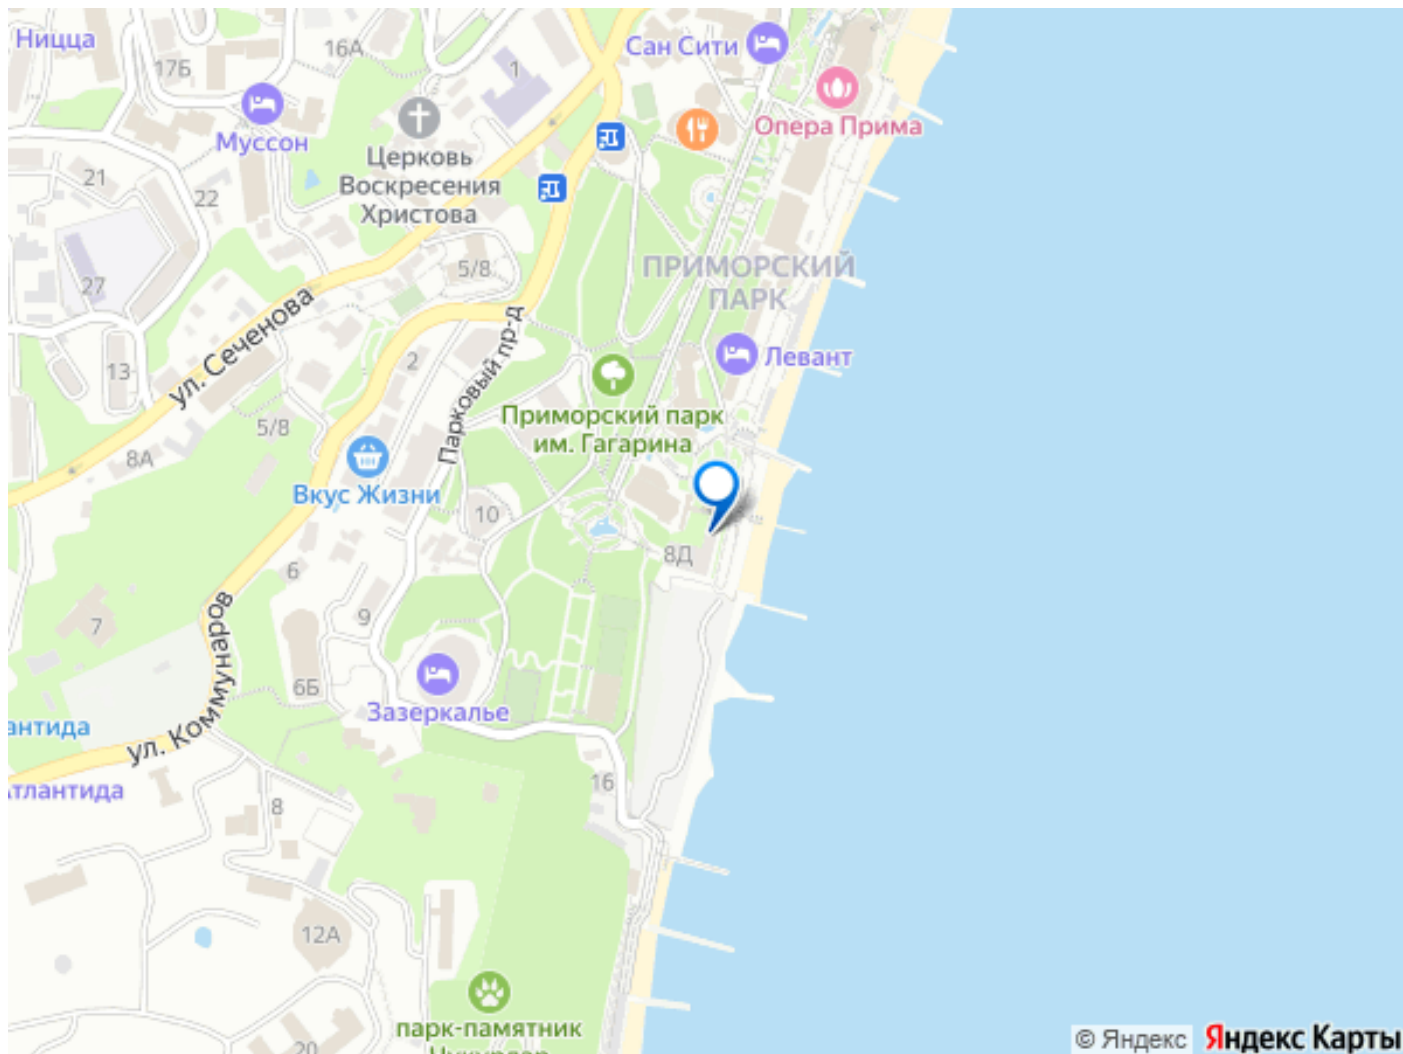 Ницца
16А
Сан Сити
17Б
1
Муссон
Опера Прима
Церковь
Воскресения
Христова
21
22
5/8
ПРИМОРСКИЙ
ПАРК
27
ул. Сеченова
Парковый пр-д
2
Левант
13
Приморский парк
им. Гагарина
5/8
8А
Вкус Жизни
10
8Д
6
9
7
ул. Коммунаров
6Б
Зазеркалье
антида
тлантида
16
8
12А
парк-памятник
Чукурлар
20
© Яндекс
Яндекс Карты